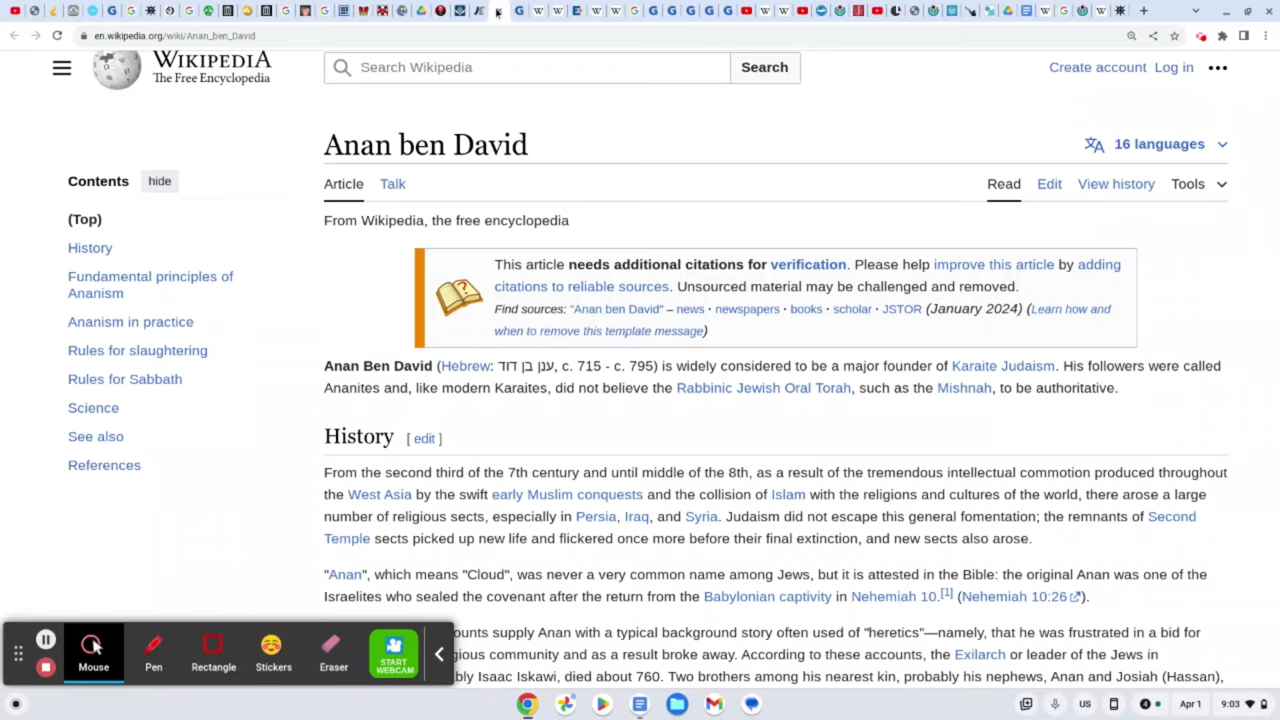 en.wikipedia.org/wiki/Anan_ben_David
WIKIPEDIA
The Free Encyclopedia
Search Wikipedia
Search
Create account Log in
Anan ben David
16 languages
Contents hide
Article Talk
Read Edit View history Tools
(Top)
History
Fundamental principles of
Ananism
Ananism in practice
Rules for slaughtering
Rules for Sabbath
Science
See also
References
From Wikipedia, the free encyclopedia
This article needs additional citations for verification. Please help improve this article by adding
citations to reliable sources. Unsourced material may be challenged and removed.
Find sources: "Anan ben David" – news · newspapers · books · scholar · JSTOR (January 2024) (Learn how and
when to remove this template message)
Anan Ben David (Hebrew: ענן בן דוד, c. 715 - c. 795) is widely considered to be a major founder of Karaite Judaism. His followers were called
Ananites and, like modern Karaites, did not believe the Rabbinic Jewish Oral Torah, such as the Mishnah, to be authoritative.
History [ edit ]
From the second third of the 7th century and until middle of the 8th, as a result of the tremendous intellectual commotion produced throughout
the West Asia by the swift early Muslim conquests and the collision of Islam with the religions and cultures of the world, there arose a large
number of religious sects, especially in Persia, Iraq, and Syria. Judaism did not escape this general fomentation; the remnants of Second
Temple sects picked up new life and flickered once more before their final extinction, and new sects also arose.
"Anan", which means "Cloud", was never a very common name among Jews, but it is attested in the Bible: the original Anan was one of the
Israelites who sealed the covenant after the return from the Babylonian captivity in Nehemiah 10.[1] (Nehemiah 10:26).
ounts supply Anan with a typical background story often used of "heretics"—namely, that he was frustrated in a bid for
gious community and as a result broke away. According to these accounts, the Exilarch or leader of the Jews in
bly Isaac Iskawi, died about 760. Two brothers among his nearest kin, probably his nephews, Anan and Josiah (Hassan),
Mouse
Pen
Rectangle
Stickers
Eraser
START
WEBCAM
US
4
Apr 1
9:03